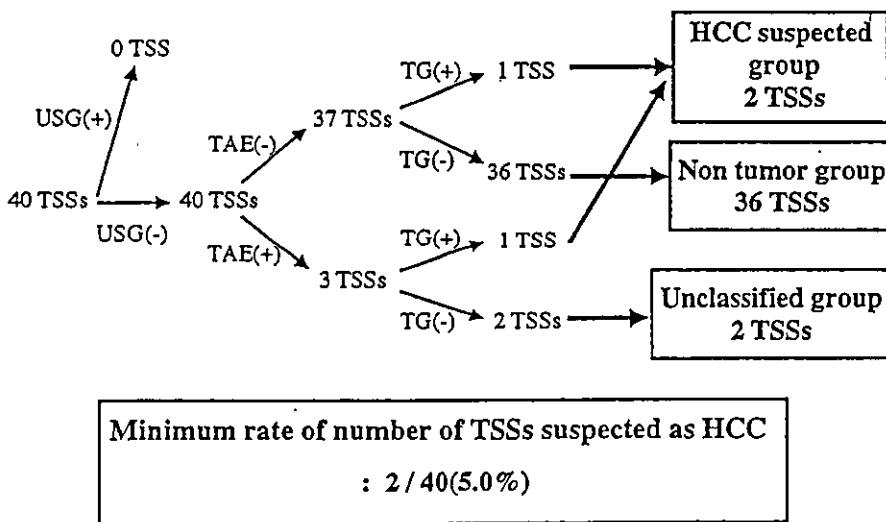 0 TSS
USG(+)
40 TSSs
USG(-)
40 TSSs
TAE(-)
TAE(+)
37 TSSs
3 TSSs
TG(+)
TG(-)
TG(+)
TG(-)
1 TSS
36 TSSs
1 TSS
2 TSSs
HCC suspected
group
2 TSSs
Non tumor group
36 TSSs
Unclassified group
2 TSSs
Minimum rate of number of TSSs suspected as HCC
: 2/40(5.0%)